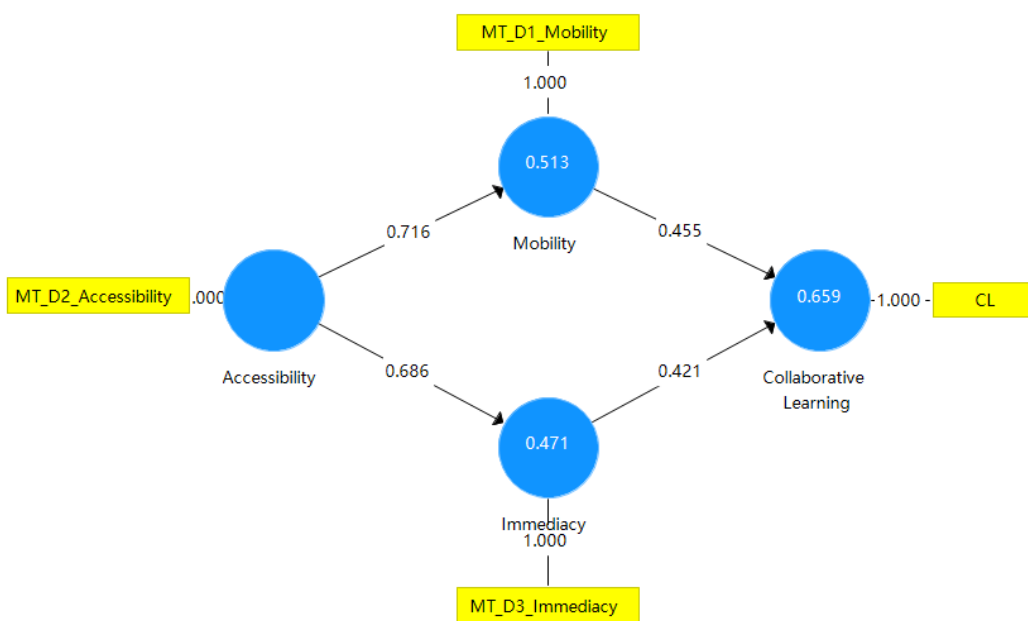 MT_D1_Mobility
1.000
0.513
Mobility
0.716
0.455
MT_D2_Accessibility
.000
Accessibility
0.659
1.000
CL
Collaborative
Learning
0.686
0.421
0.471
Immediacy
1.000
MT_D3_Immediacy